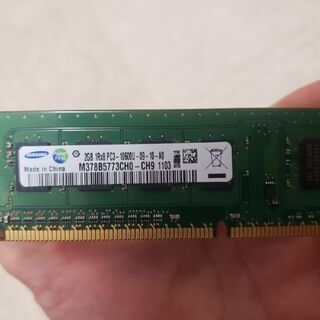 SAMSUNG
2GB 1Rx8 PC3-10600U-09-10-A0
M378B5773CH0-CH9 1103
Made in China